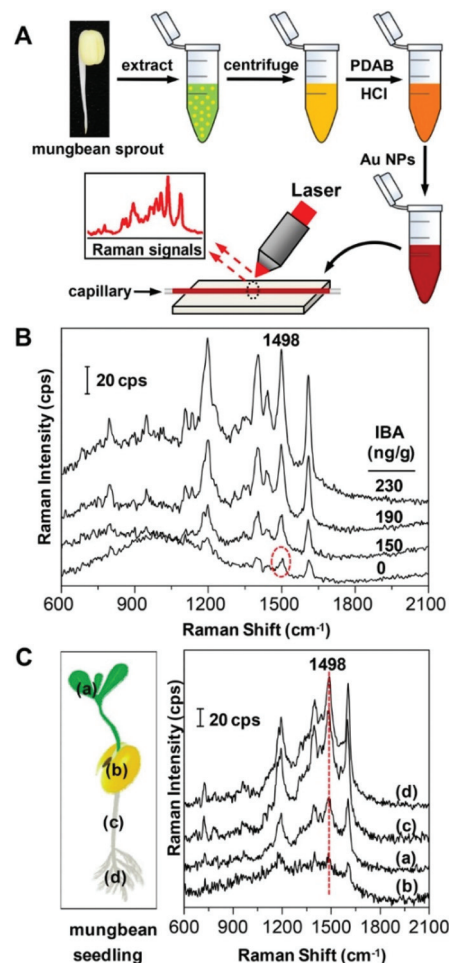 A
extract
centrifuge
PDAB
HCl
mungbean sprout
Au NPs
Laser
Raman signals
capillary
B
1498
20 cps
IBA
(ng/g)
230
190
150
0
Raman Intensity (cps)
600 900 1200 1500 1800 2100
Raman Shift (cm-1)
C
(a)
(b)
(c)
(d)
mungbean
seedling
1498
20 cps
(d)
(c)
(a)
(b)
Raman Intensity (cps)
600 900 1200 1500 1800 2100
Raman Shift (cm-1)